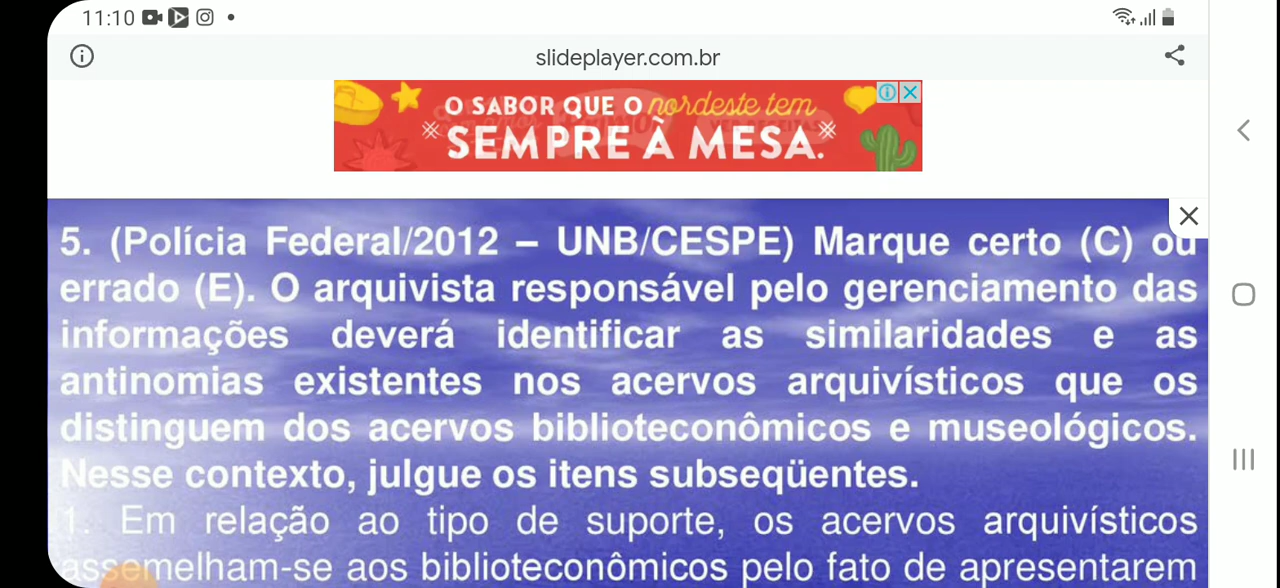 11:10
slideplayer.com.br
O SABOR QUE O nordeste tem
SEMPRE À MESA.
5. (Polícia Federal/2012 – UNB/CESPE) Marque certo (C) ou
errado (E). O arquivista responsável pelo gerenciamento das
informações deverá identificar as similaridades e as
antinomias existentes nos acervos arquivísticos que os
distinguem dos acervos biblioteconômicos e museológicos.
Nesse contexto, julgue os itens subseqüentes.
1. Em relação ao tipo de suporte, os acervos arquivísticos
assemelham-se aos biblioteconômicos pelo fato de apresentarem